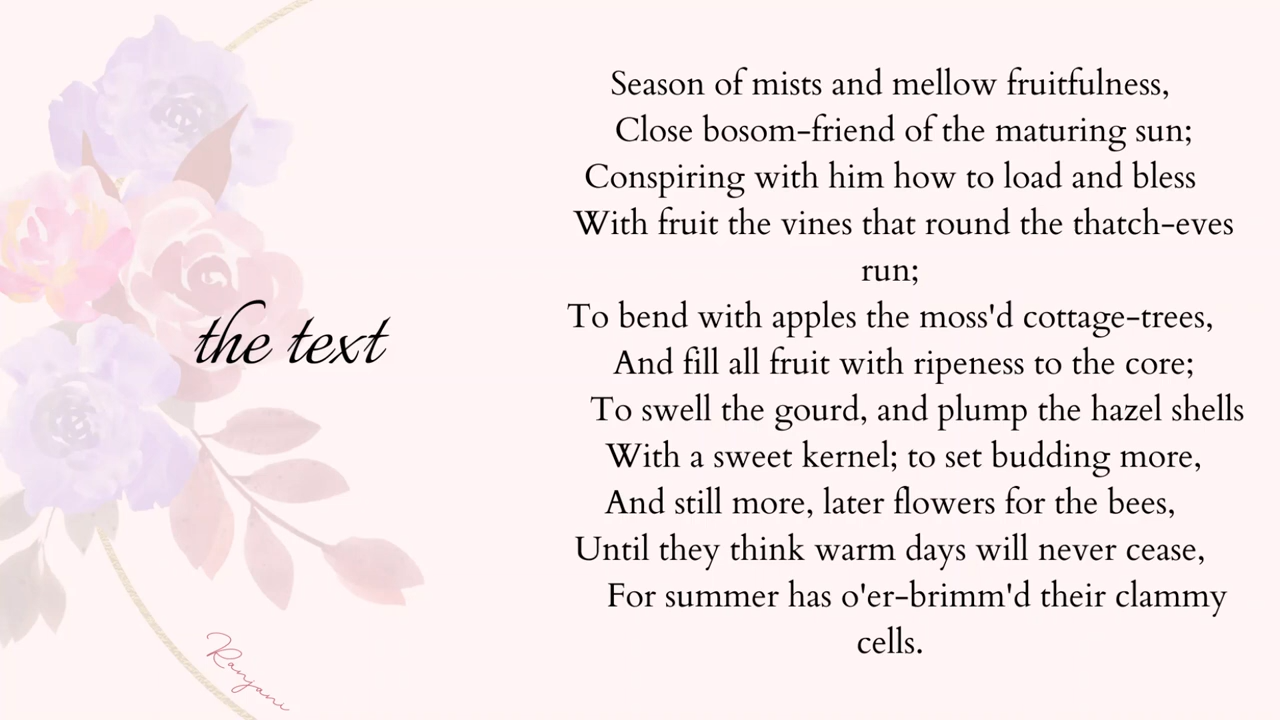 the text
Season of mists and mellow fruitfulness,
Close bosom-friend of the maturing sun;
Conspiring with him how to load and bless
With fruit the vines that round the thatch-eves
run;
To bend with apples the moss'd cottage-trees,
And fill all fruit with ripeness to the core;
To swell the gourd, and plump the hazel shells
With a sweet kernel; to set budding more,
And still more, later flowers for the bees,
Until they think warm days will never cease,
For summer has o'er-brimm'd their clammy
cells.
Ranjani